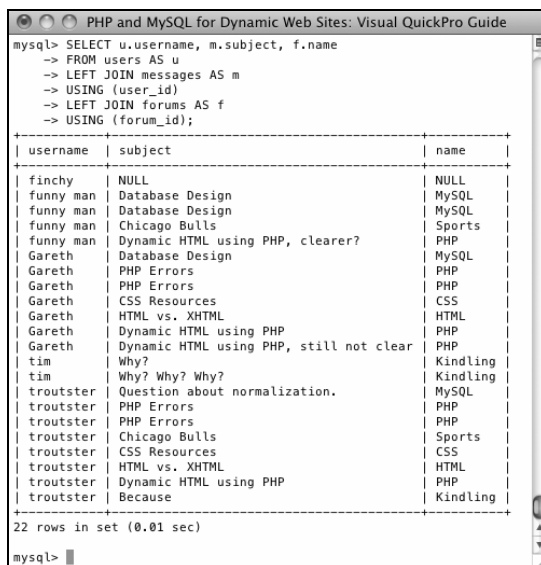 PHP and MySQL for Dynamic Web Sites: Visual QuickPro Guide
mysql> SELECT u.username, m.subject, f.name
    -> FROM users AS u
    -> LEFT JOIN messages AS m
    -> USING (user_id)
    -> LEFT JOIN forums AS f
    -> USING (forum_id);
+-----------+-----------------------------------------+----------+
| username  | subject                                 | name     |
+-----------+-----------------------------------------+----------+
| finchy    | NULL                                    | NULL     |
| funny man | Database Design                         | MySQL    |
| funny man | Database Design                         | MySQL    |
| funny man | Chicago Bulls                           | Sports   |
| funny man | Dynamic HTML using PHP, clearer?        | PHP      |
| Gareth    | Database Design                         | MySQL    |
| Gareth    | PHP Errors                              | PHP      |
| Gareth    | PHP Errors                              | PHP      |
| Gareth    | CSS Resources                           | CSS      |
| Gareth    | HTML vs. XHTML                          | HTML     |
| Gareth    | Dynamic HTML using PHP                  | PHP      |
| Gareth    | Dynamic HTML using PHP, still not clear | PHP      |
| tim       | Why?                                    | Kindling |
| tim       | Why? Why? Why?                          | Kindling |
| troutster | Question about normalization.           | MySQL    |
| troutster | PHP Errors                              | PHP      |
| troutster | PHP Errors                              | PHP      |
| troutster | Chicago Bulls                           | Sports   |
| troutster | CSS Resources                           | CSS      |
| troutster | HTML vs. XHTML                          | HTML     |
| troutster | Dynamic HTML using PHP                  | PHP      |
| troutster | Because                                 | Kindling |
+-----------+-----------------------------------------+----------+
22 rows in set (0.01 sec)
mysql>